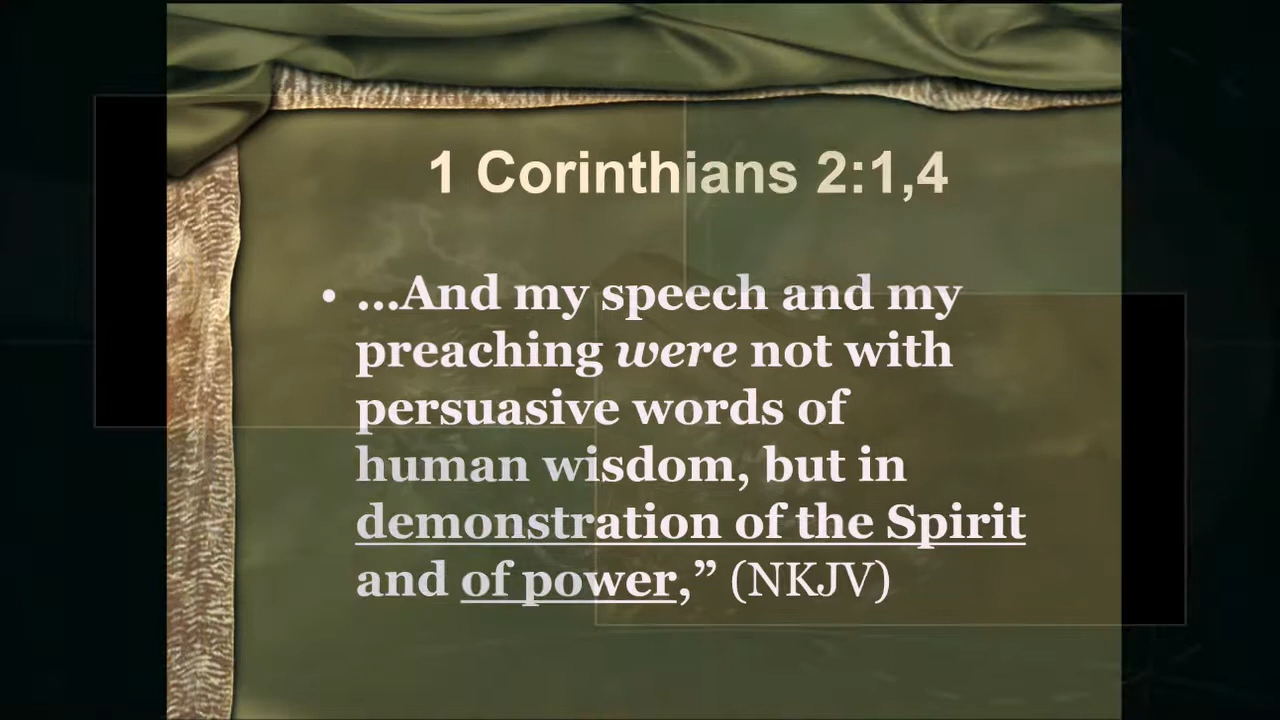 1 Corinthians 2:1,4
• ...And my speech and my
preaching were not with
persuasive words of
human wisdom, but in
demonstration of the Spirit
and of power,” (NKJV)